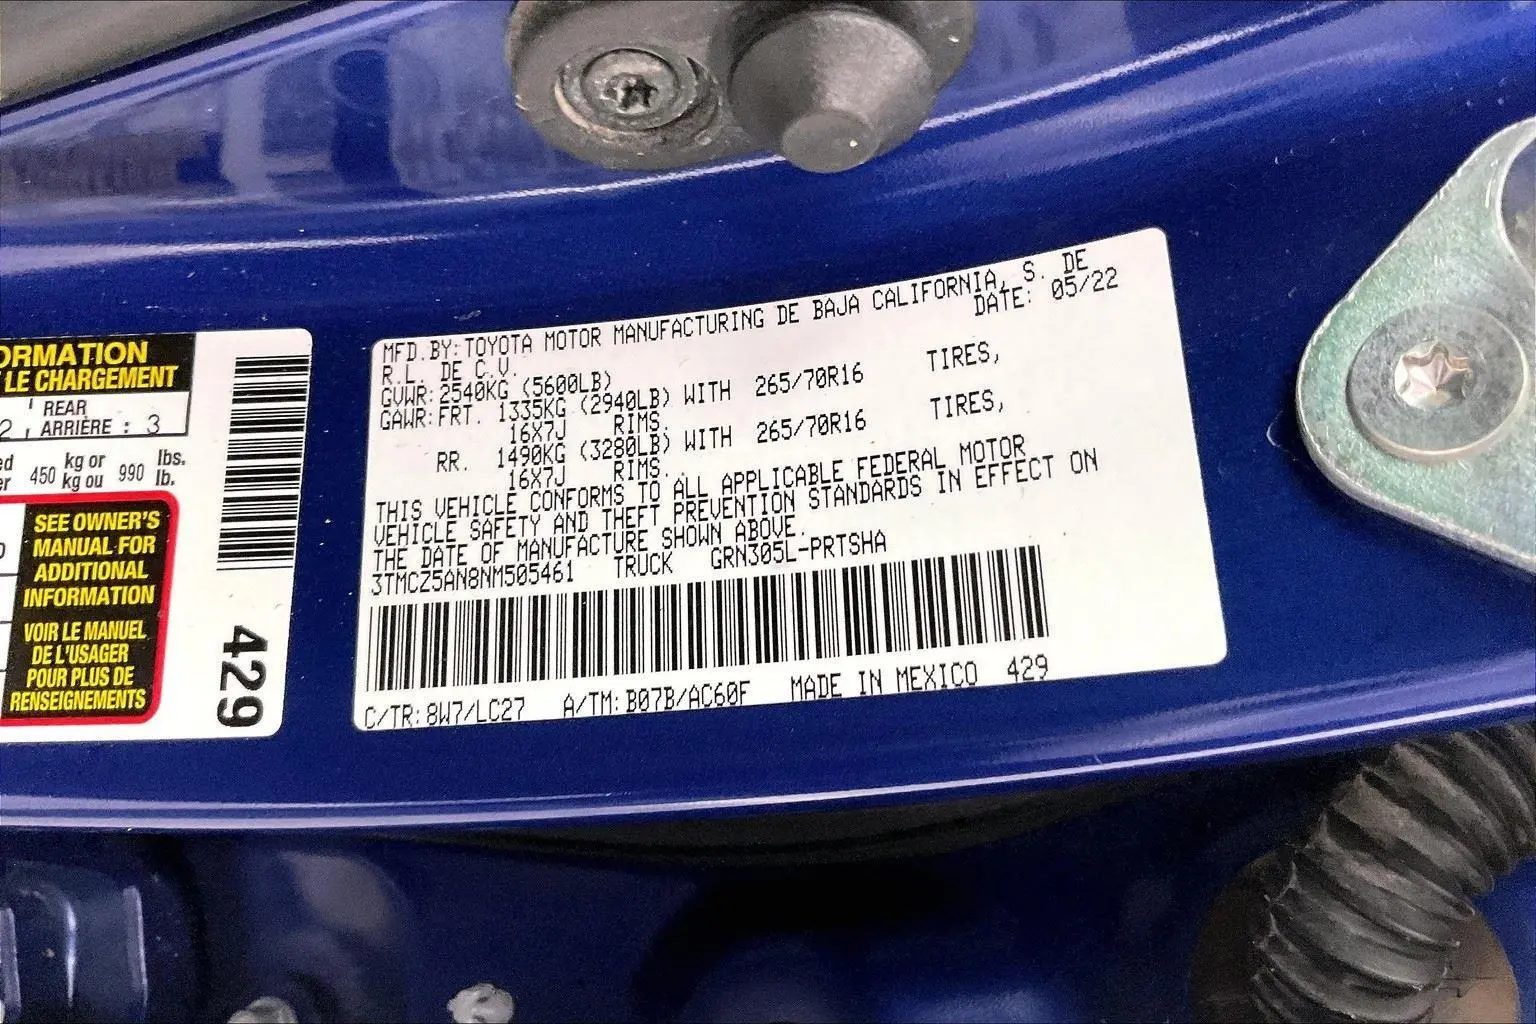 ORMATION
LE CHARGEMENT
REAR
2 , ARRIÈRE : 3
450 kg or kg ou 990 lbs. lb.
SEE OWNER'S
MANUAL FOR
ADDITIONAL
INFORMATION
VOIR LE MANUEL
DE L'USAGER
POUR PLUS DE
RENSEIGNEMENTS
429
MFD.BY:TOYOTA MOTOR MANUFACTURING DE BAJA CALIFORNIA, S. DE
R.L. DE C.V. DATE: 05/22
GVWR:2540KG (5600LB)
GAWR:FRT. 1335KG (2940LB) WITH 265/70R16 TIRES,
16X7J RIMS.
RR. 1490KG (3280LB) WITH 265/70R16 TIRES,
16X7J RIMS.
THIS VEHICLE CONFORMS TO ALL APPLICABLE FEDERAL MOTOR
VEHICLE SAFETY AND THEFT PREVENTION STANDARDS IN EFFECT ON
THE DATE OF MANUFACTURE SHOWN ABOVE.
3TMCZ5AN8NM505461 TRUCK GRN305L-PRTSHA
C/TR:8W7/LC27 A/TM:B07B/AC60F MADE IN MEXICO 429